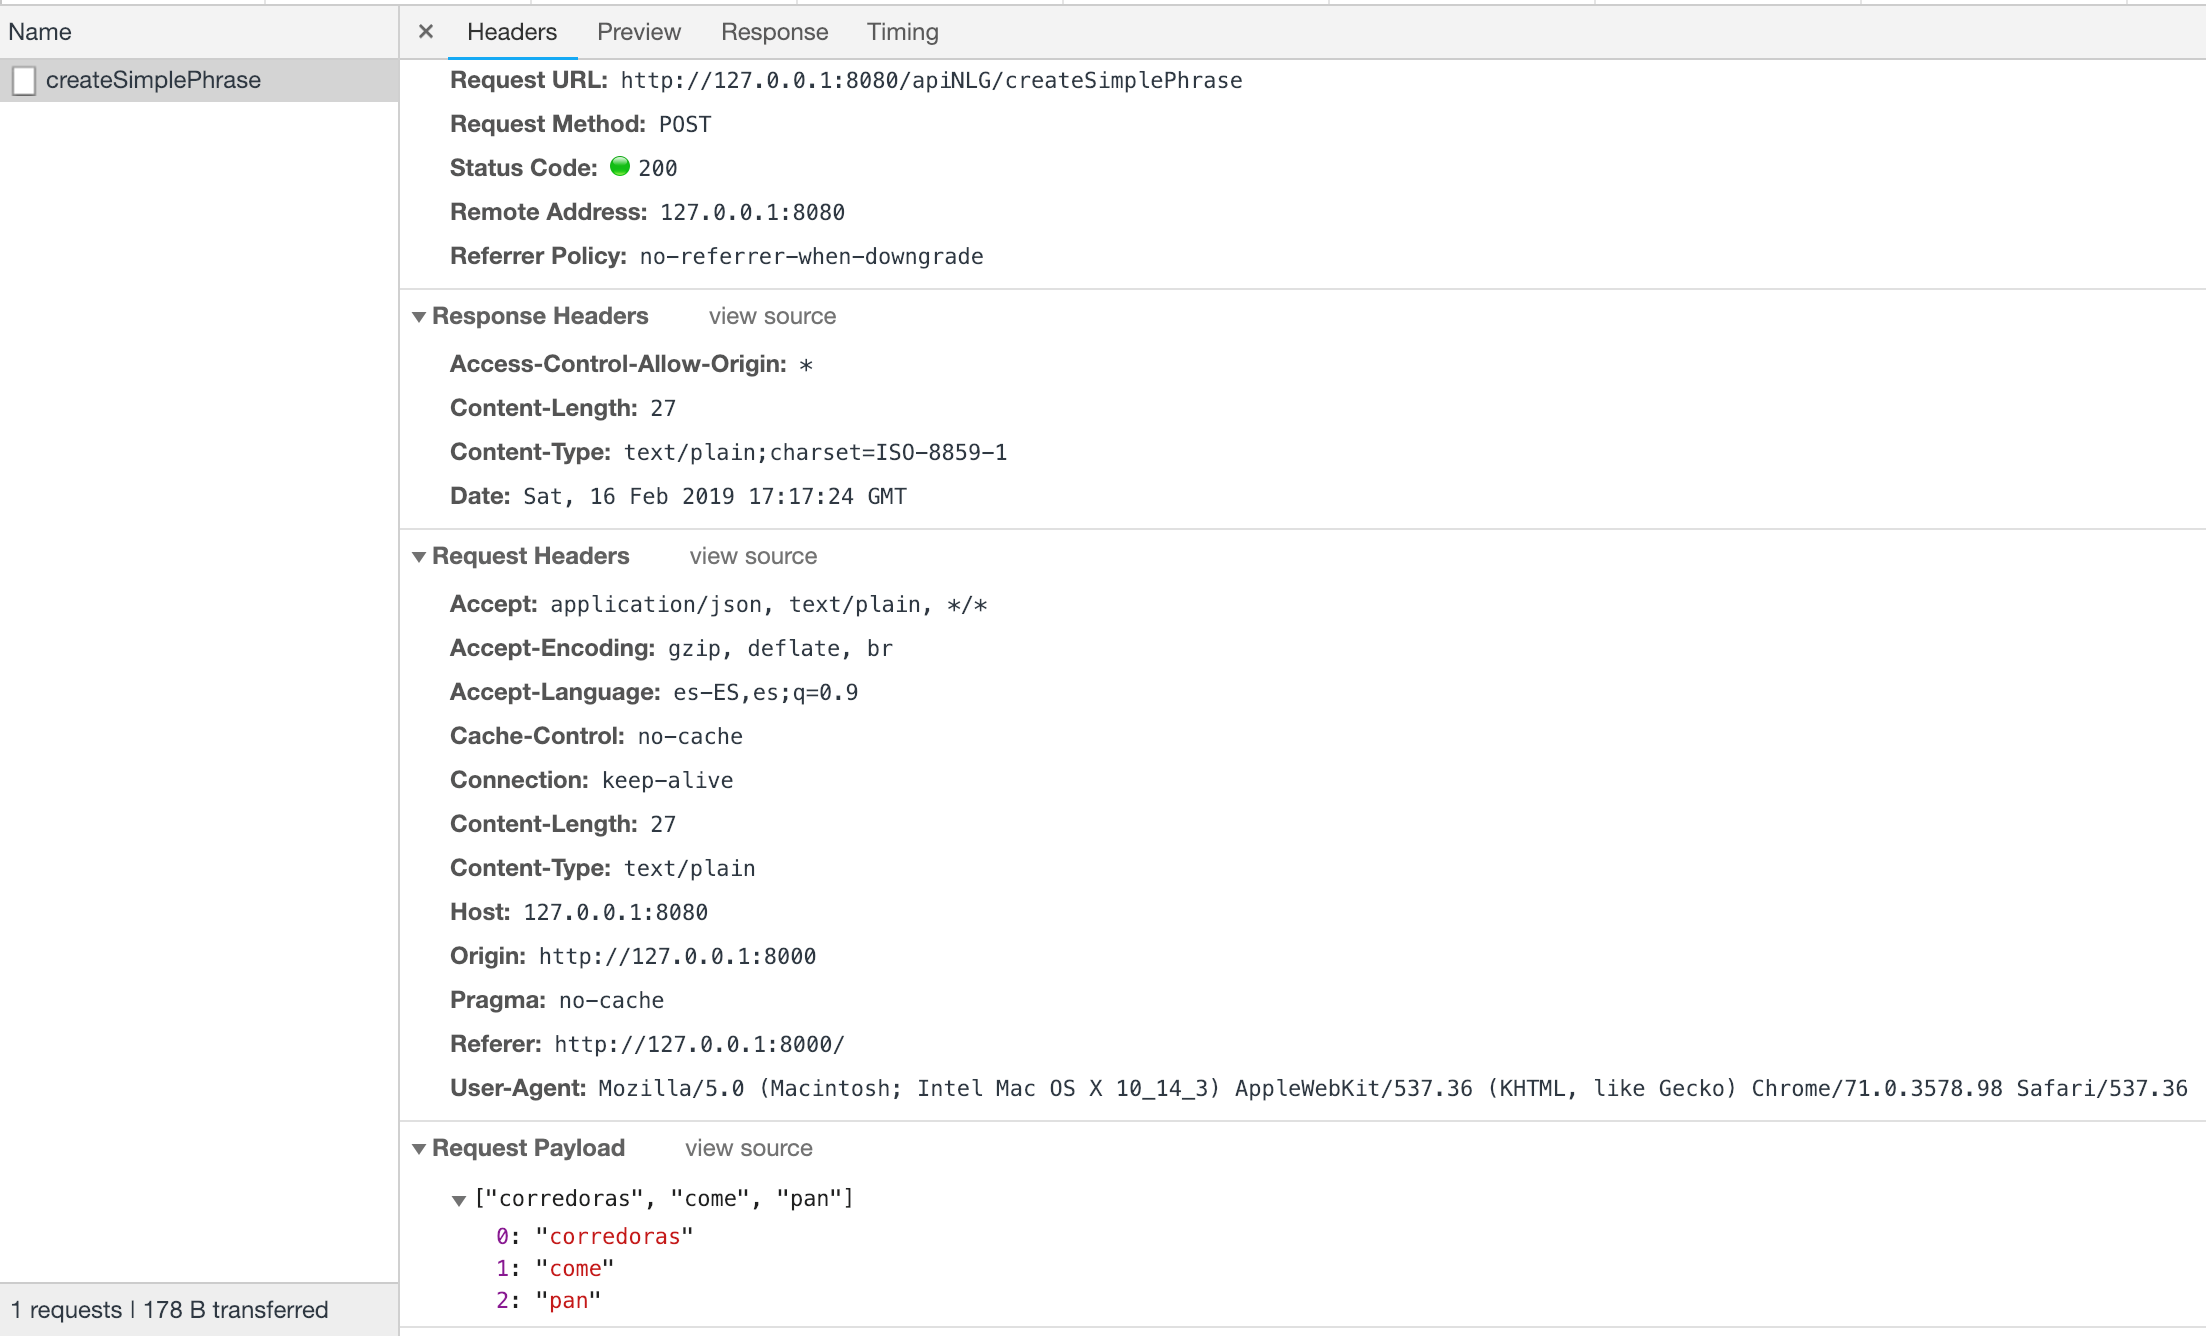 Name
× Headers Preview Response Timing
createSimplePhrase
Request URL: http://127.0.0.1:8080/apiNLG/createSimplePhrase
Request Method: POST
Status Code: 200
Remote Address: 127.0.0.1:8080
Referrer Policy: no-referrer-when-downgrade
Response Headers view source
Access-Control-Allow-Origin: *
Content-Length: 27
Content-Type: text/plain;charset=ISO-8859-1
Date: Sat, 16 Feb 2019 17:17:24 GMT
Request Headers view source
Accept: application/json, text/plain, */*
Accept-Encoding: gzip, deflate, br
Accept-Language: es-ES,es;q=0.9
Cache-Control: no-cache
Connection: keep-alive
Content-Length: 27
Content-Type: text/plain
Host: 127.0.0.1:8080
Origin: http://127.0.0.1:8000
Pragma: no-cache
Referer: http://127.0.0.1:8000/
User-Agent: Mozilla/5.0 (Macintosh; Intel Mac OS X 10_14_3) AppleWebKit/537.36 (KHTML, like Gecko) Chrome/71.0.3578.98 Safari/537.36
Request Payload view source
["corredoras", "come", "pan"]
0: "corredoras"
1: "come"
2: "pan"
1 requests | 178 B transferred